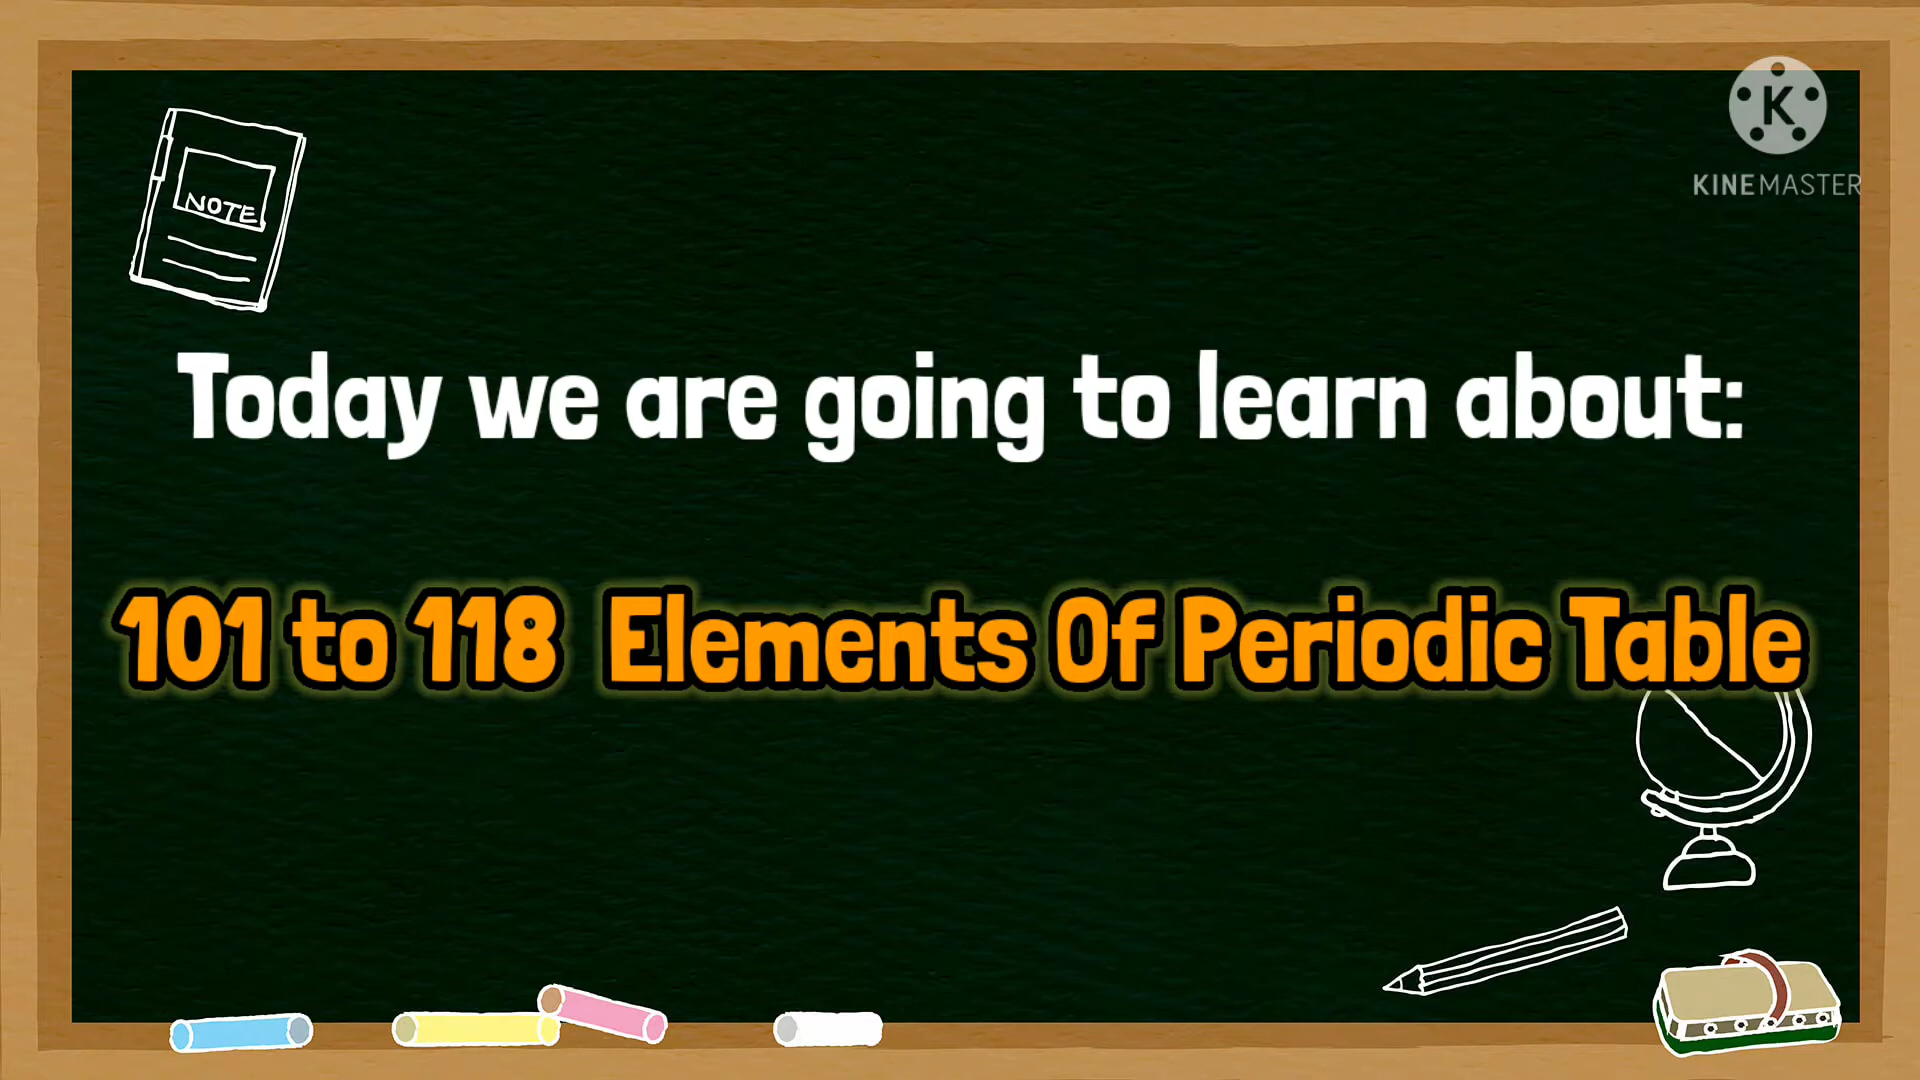 K
KINEMASTER
NOTE
Today we are going to learn about:
101 to 118 Elements Of Periodic Table